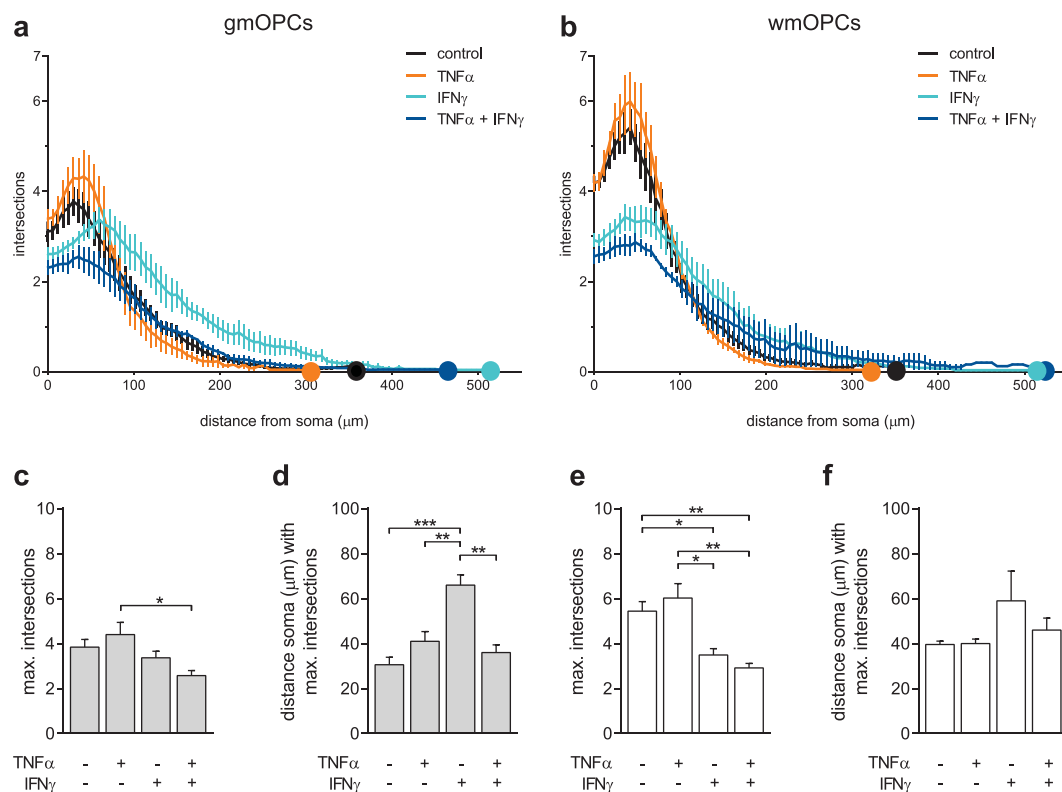 a
gmOPCs
intersections
7
6
4
2
0
0
100
200
300
400
500
distance from soma (μm)
control
TNFα
IFNγ
TNFα + IFNγ
b
wmOPCs
intersections
7
6
4
2
0
0
100
200
300
400
500
distance from soma (μm)
control
TNFα
IFNγ
TNFα + IFNγ
c
max. intersections
10
8
6
4
2
0
*
TNFα - + - +
IFNγ - - + +
d
distance soma (μm) with
max. intersections
100
80
60
40
20
0
***
**
**
- + - +
- - + +
e
max. intersections
10
8
6
4
2
0
**
*
**
*
TNFα - + - +
IFNγ - - + +
f
distance soma (μm) with
max. intersections
100
80
60
40
20
0
- + - +
- - + +